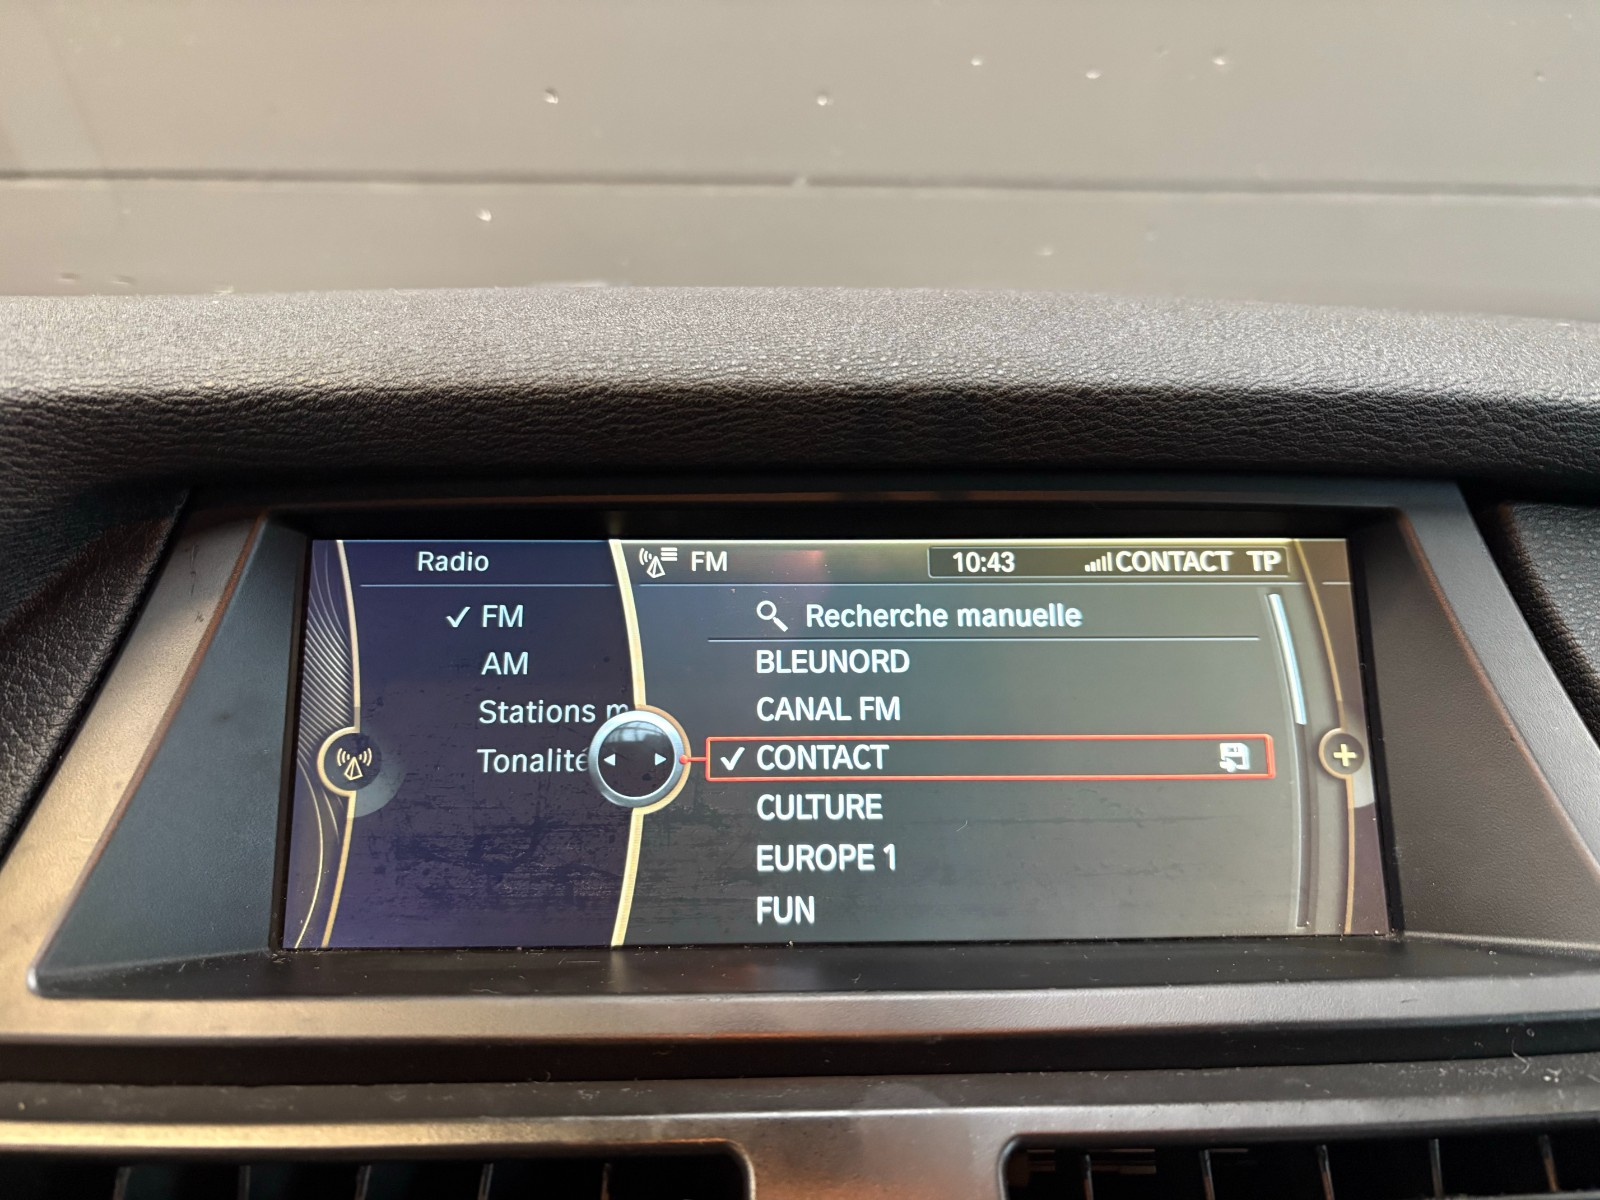 Radio
FM
AM
Stations m
Tonalité
FM 10:43 CONTACT TP
Recherche manuelle
BLEUNORD
CANAL FM
CONTACT
CULTURE
EUROPE 1
FUN